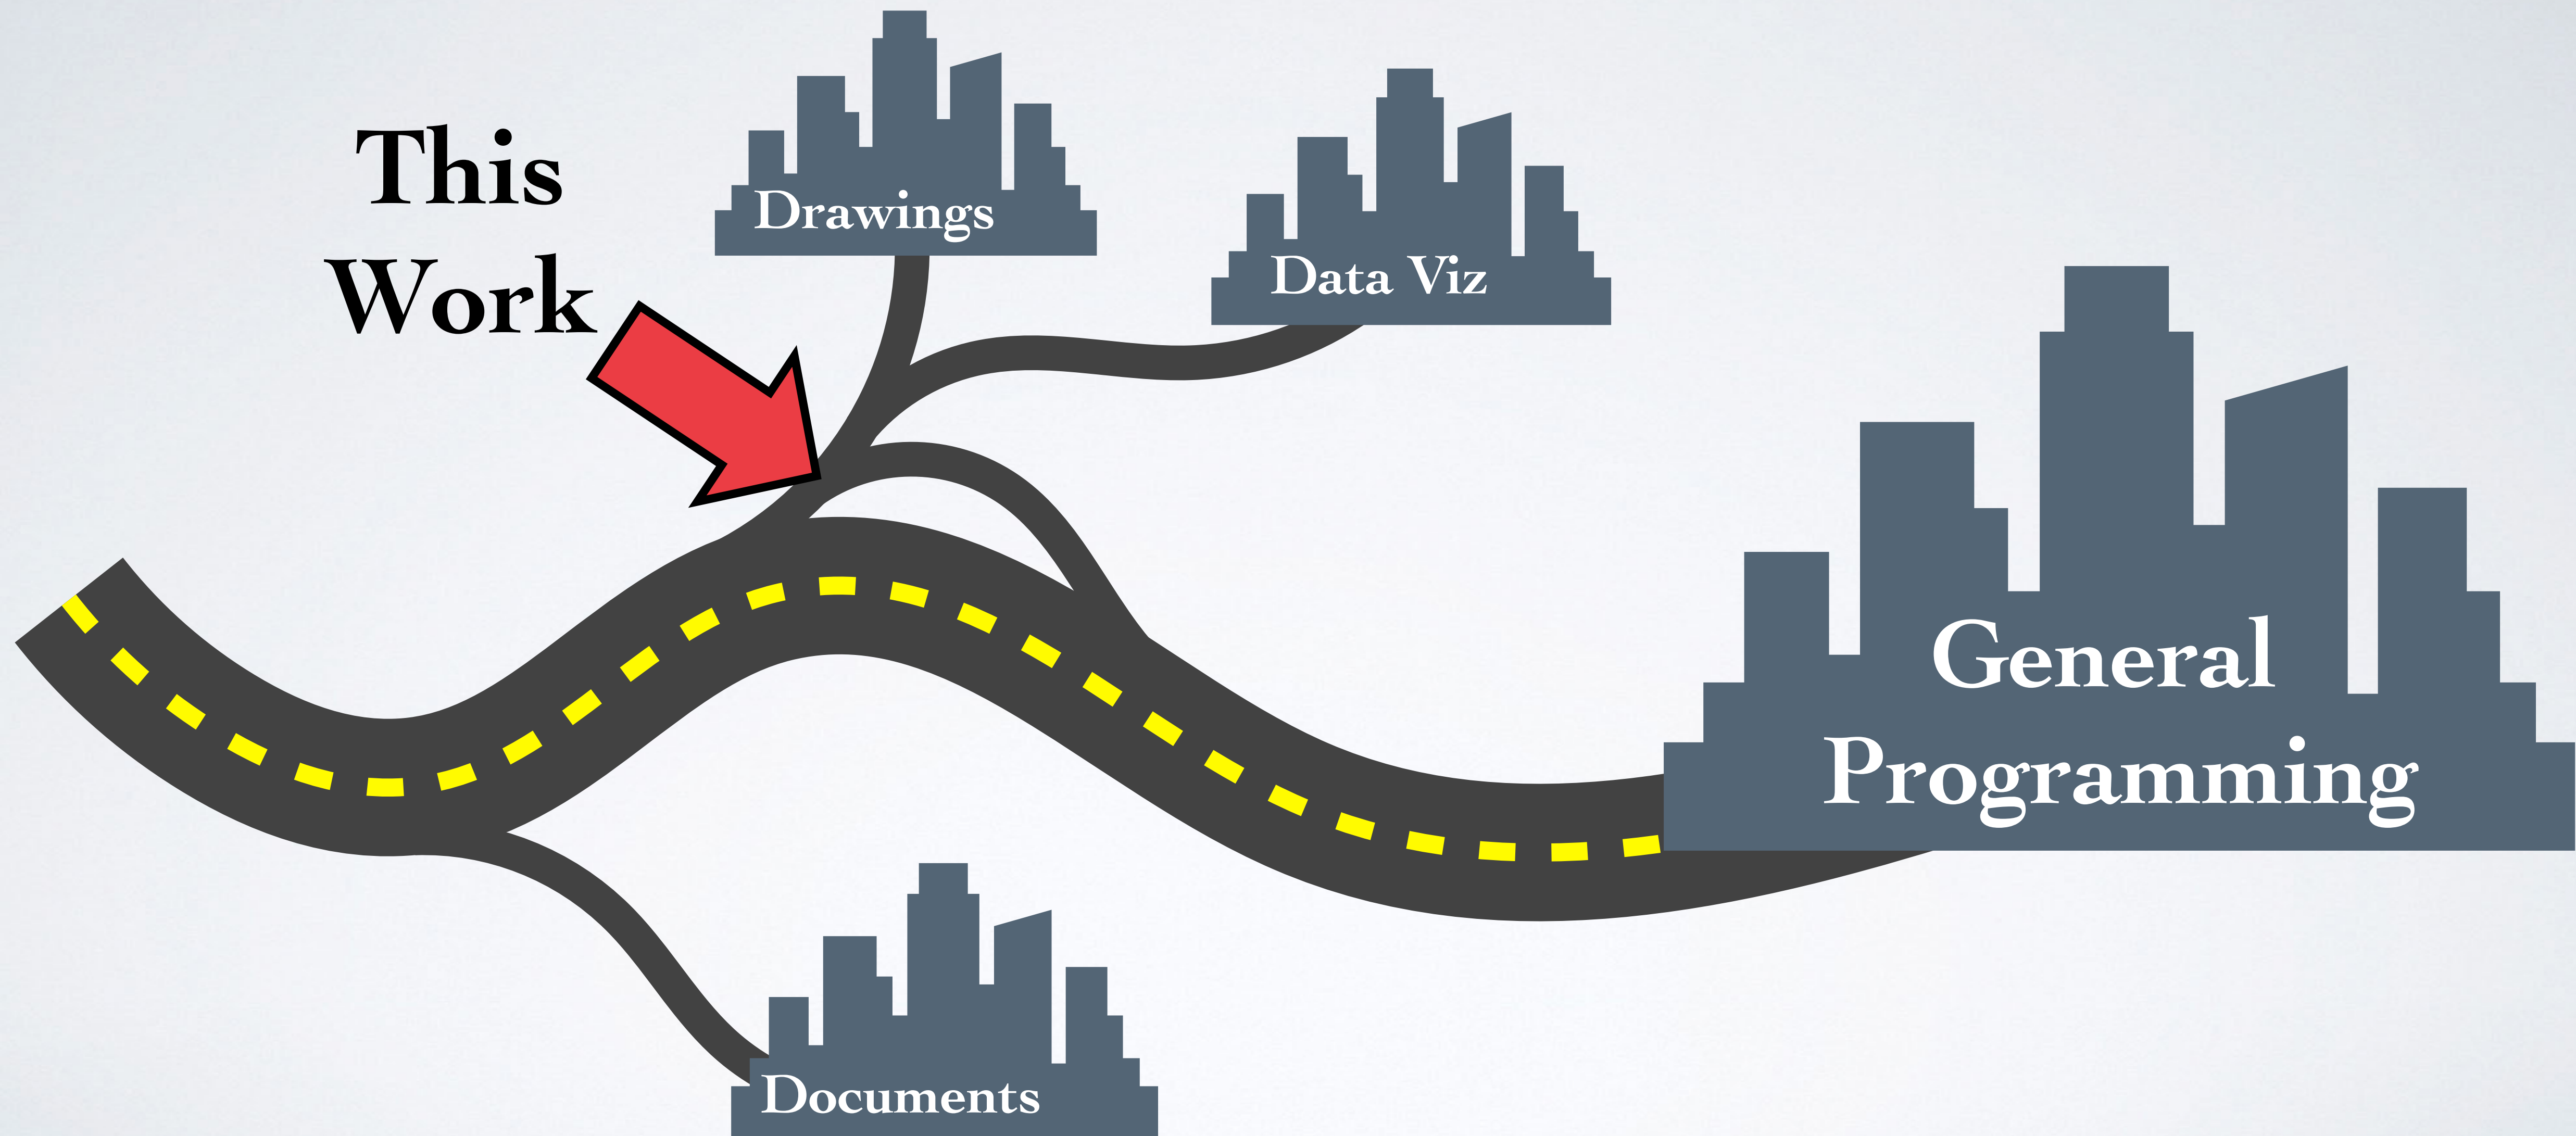 This
Work
Drawings
Data Viz
General
Programming
Documents